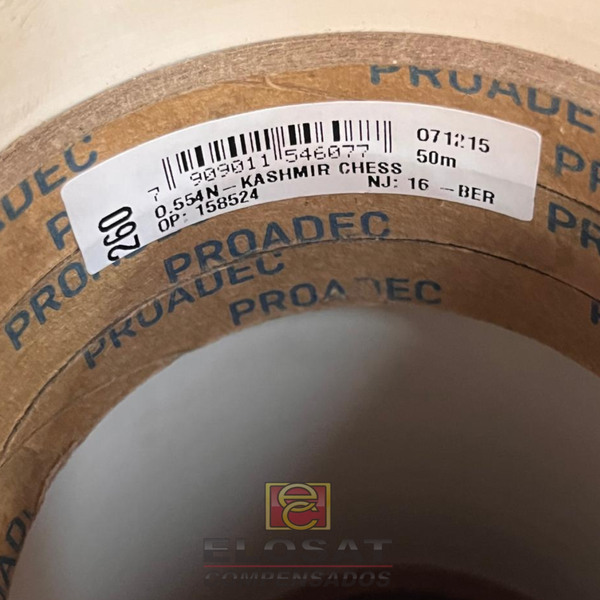 PROADEC
071215
50m
7 909011 546077
0.554N-KASHMIR CHESS
NJ: 16 -BER
OP: 158524
260
PROADEC
PROADEC
PROADEC
ec
ELOSAT
COMPENSADOS